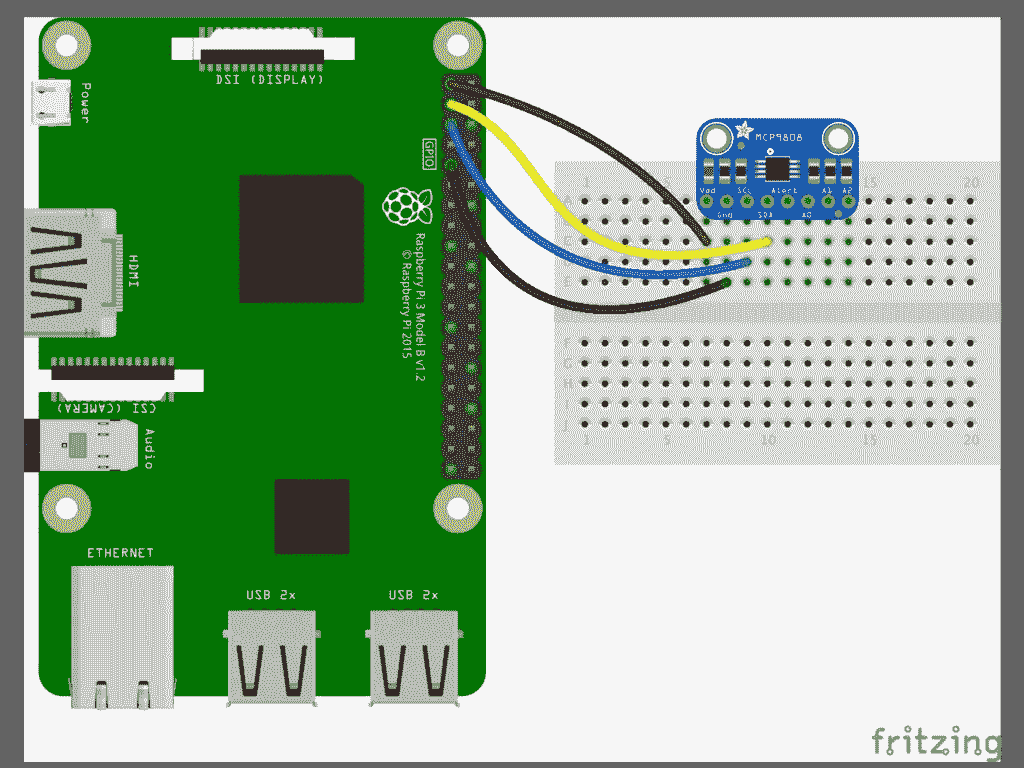 DSI (DISPLAY)
Power
GPIO
MCP9808
Vdd SCL Alert A1 A2
Gnd SDA A0
1 5 15 20
A
E
HDMI
Raspberry Pi 3 Model B v1.2
© Raspberry Pi 2015
F
G
H
I
J
1 5 10 15 20
CSI (CAMERA)
Audio
ETHERNET
USB 2x
USB 2x
fritzing